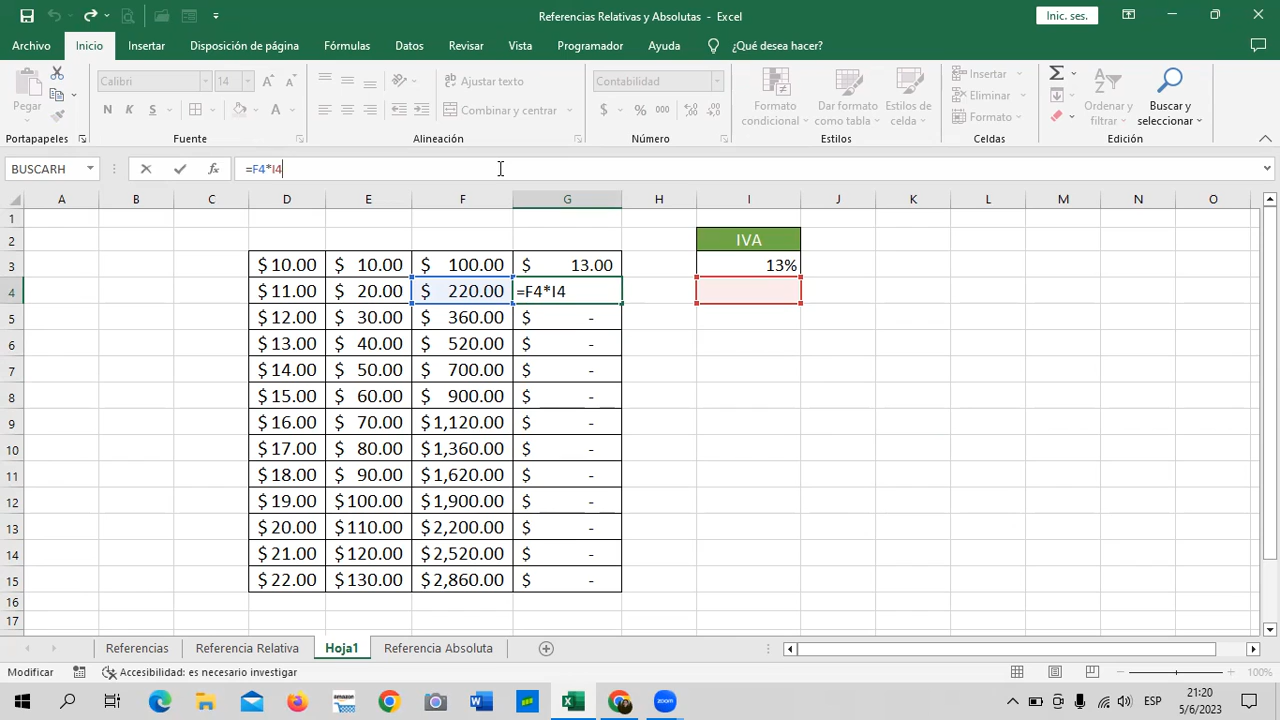 Referencias Relativas y Absolutas - Excel
Inic. ses.
Archivo Inicio Insertar Disposición de página Fórmulas Datos Revisar Vista Programador Ayuda ¿Qué desea hacer?
Pegar
Calibri 14
N K S
Ajustar texto
Combinar y centrar
Contabilidad
$ % 000
Formato condicional
Dar formato como tabla
Estilos de celda
Insertar
Eliminar
Formato
Ordenar y filtrar
Buscar y seleccionar
Portapapeles Fuente Alineación Número Estilos Celdas Edición
BUSCARH fx =F4*I4
A B C D E F G H I J K L M N O
1
2 IVA
3 $ 10.00 $ 10.00 $ 100.00 $ 13.00 13%
4 $ 11.00 $ 20.00 $ 220.00 =F4*I4
5 $ 12.00 $ 30.00 $ 360.00 $ -
6 $ 13.00 $ 40.00 $ 520.00 $ -
7 $ 14.00 $ 50.00 $ 700.00 $ -
8 $ 15.00 $ 60.00 $ 900.00 $ -
9 $ 16.00 $ 70.00 $ 1,120.00 $ -
10 $ 17.00 $ 80.00 $ 1,360.00 $ -
11 $ 18.00 $ 90.00 $ 1,620.00 $ -
12 $ 19.00 $ 100.00 $ 1,900.00 $ -
13 $ 20.00 $ 110.00 $ 2,200.00 $ -
14 $ 21.00 $ 120.00 $ 2,520.00 $ -
15 $ 22.00 $ 130.00 $ 2,860.00 $ -
16
17
Referencias Referencia Relativa Hoja1 Referencia Absoluta
Modificar Accesibilidad: es necesario investigar 100%
amazon zoom ESP 21:20
5/6/2023